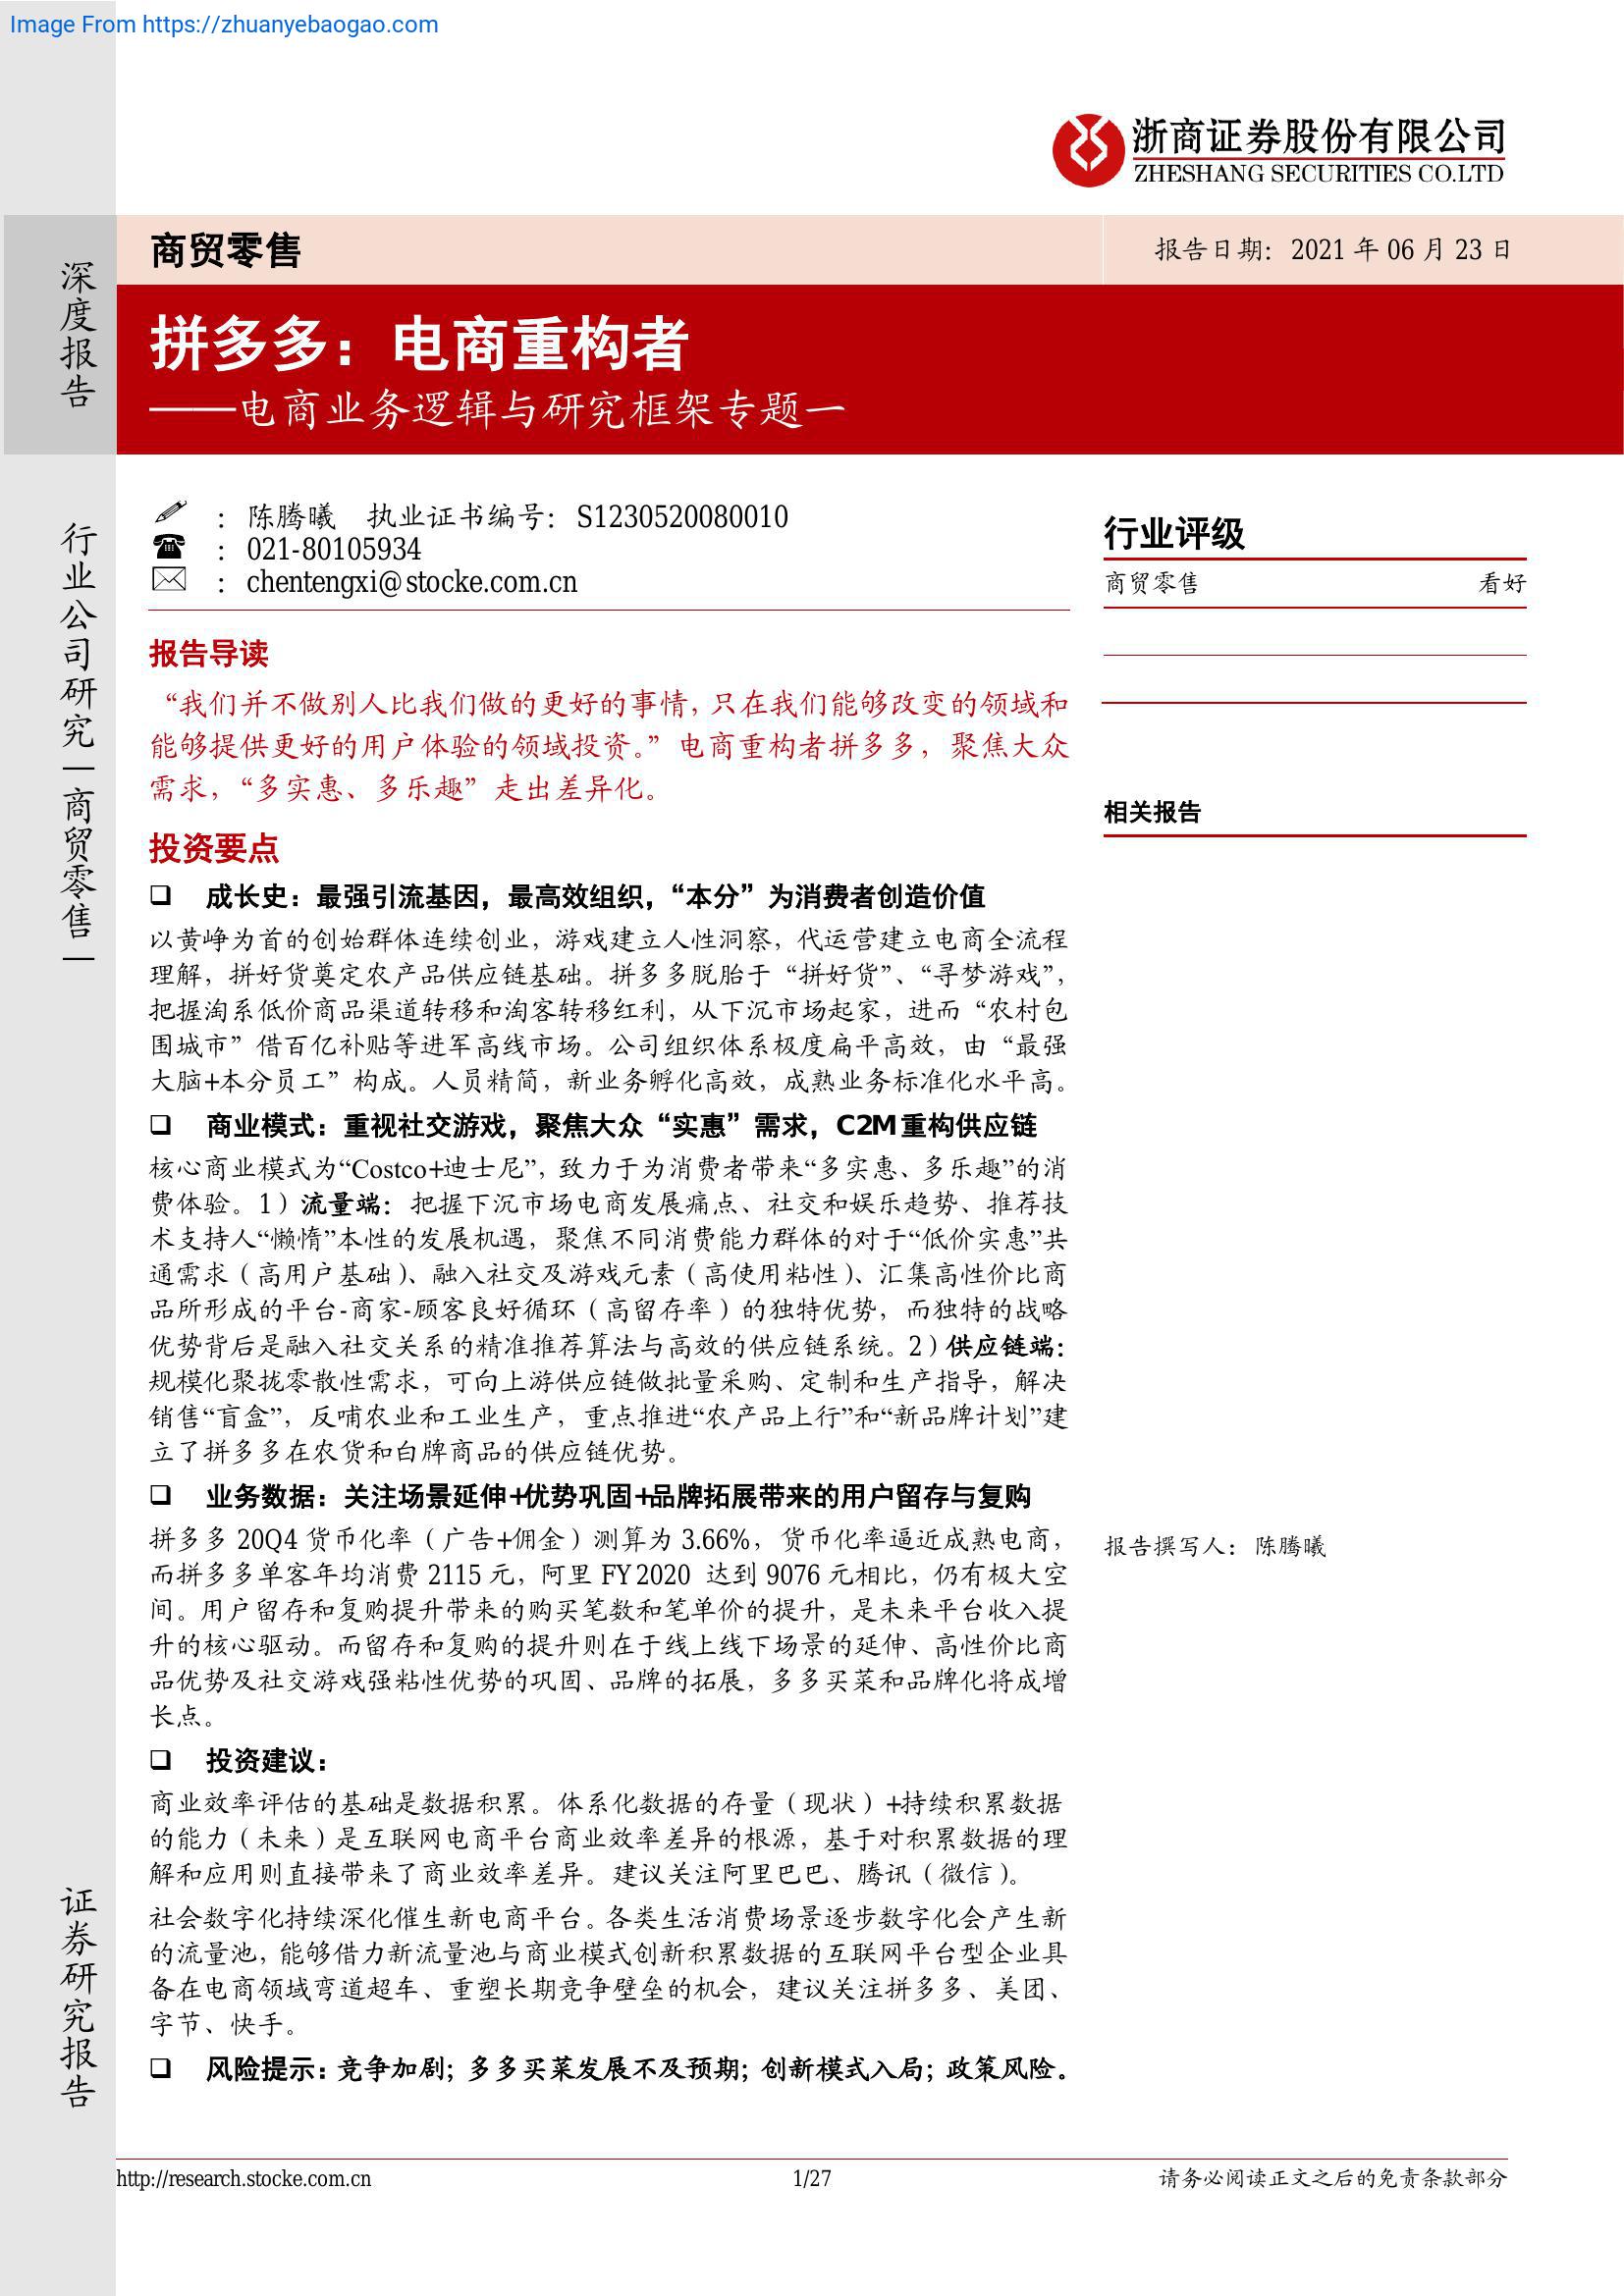 Image From https://zhuanyebaogao.com
浙商证券股份有限公司
ZHESHANG SECURITIES CO.LTD
深度报告
商贸零售
报告日期：2021 年 06 月 23 日
拼多多：电商重构者
——电商业务逻辑与研究框架专题一
行业公司研究|商贸零售|
：陈腾曦 执业证书编号：S1230520080010
：021-80105934
：chentengxi@stocke.com.cn
行业评级
商贸零售 看好
报告导读
“我们并不做别人比我们做的更好的事情，只在我们能够改变的领域和
能够提供更好的用户体验的领域投资。”电商重构者拼多多，聚焦大众
需求，“多实惠、多乐趣”走出差异化。
相关报告
投资要点
❑ 成长史：最强引流基因，最高效组织，“本分”为消费者创造价值
以黄峥为首的创始群体连续创业，游戏建立人性洞察，代运营建立电商全流程
理解，拼好货奠定农产品供应链基础。拼多多脱胎于“拼好货”、“寻梦游戏”，
把握淘系低价商品渠道转移和淘客转移红利，从下沉市场起家，进而“农村包
围城市”借百亿补贴等进军高线市场。公司组织体系极度扁平高效，由“最强
大脑+本分员工”构成。人员精简，新业务孵化高效，成熟业务标准化水平高。
❑ 商业模式：重视社交游戏，聚焦大众“实惠”需求，C2M 重构供应链
核心商业模式为“Costco+迪士尼”，致力于为消费者带来“多实惠、多乐趣”的消
费体验。1）流量端：把握下沉市场电商发展痛点、社交和娱乐趋势、推荐技
术支持人“懒惰”本性的发展机遇，聚焦不同消费能力群体的对于“低价实惠”共
通需求（高用户基础）、融入社交及游戏元素（高使用粘性）、汇集高性价比商
品所形成的平台-商家-顾客良好循环（高留存率）的独特优势，而独特的战略
优势背后是融入社交关系的精准推荐算法与高效的供应链系统。2）供应链端：
规模化聚拢零散性需求，可向上游供应链做批量采购、定制和生产指导，解决
销售“盲盒”，反哺农业和工业生产，重点推进“农产品上行”和“新品牌计划”建
立了拼多多在农货和白牌商品的供应链优势。
❑ 业务数据：关注场景延伸+优势巩固+品牌拓展带来的用户留存与复购
拼多多 20Q4 货币化率（广告+佣金）测算为 3.66%，货币化率逼近成熟电商，
而拼多多单客年均消费 2115 元，阿里 FY2020 达到 9076 元相比，仍有极大空
间。用户留存和复购提升带来的购买笔数和笔单价的提升，是未来平台收入提
升的核心驱动。而留存和复购的提升则在于线上线下场景的延伸、高性价比商
品优势及社交游戏强粘性优势的巩固、品牌的拓展，多多买菜和品牌化将成增
长点。
报告撰写人：陈腾曦
❑ 投资建议：
商业效率评估的基础是数据积累。体系化数据的存量（现状）+持续积累数据
的能力（未来）是互联网电商平台商业效率差异的根源，基于对积累数据的理
解和应用则直接带来了商业效率差异。建议关注阿里巴巴、腾讯（微信）。
社会数字化持续深化催生新电商平台。各类生活消费场景逐步数字化会产生新
的流量池，能够借力新流量池与商业模式创新积累数据的互联网平台型企业具
备在电商领域弯道超车、重塑长期竞争壁垒的机会，建议关注拼多多、美团、
字节、快手。
❑ 风险提示：竞争加剧；多多买菜发展不及预期；创新模式入局；政策风险。
证券研究报告
http://research.stocke.com.cn
1/27
请务必阅读正文之后的免责条款部分